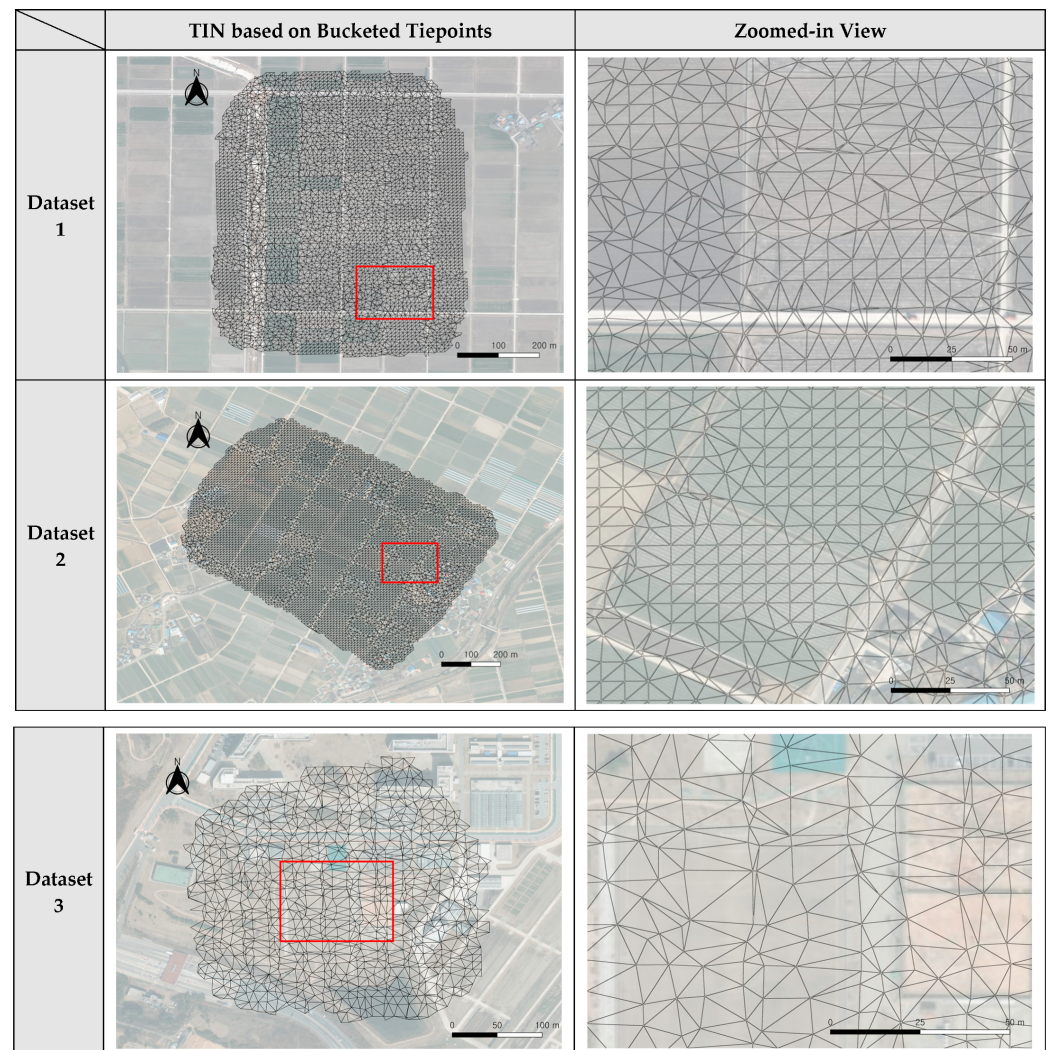 TIN based on Bucketed Tiepoints
Zoomed-in View
Dataset
1
N
0 100 200 m
0 25 50 m
Dataset
2
N
0 100 200 m
0 25 50 m
Dataset
3
N
0 50 100 m
0 25 50 m